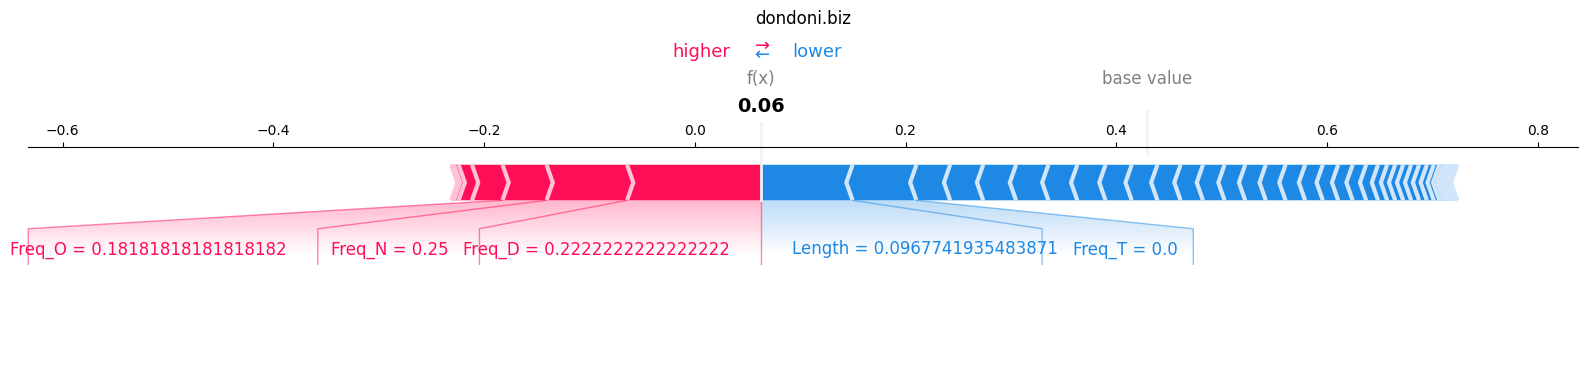 dondoni.biz
higher → ← lower
f(x) base value
0.06
−0.6 −0.4 −0.2 0.0 0.2 0.4 0.6 0.8
Freq_O = 0.18181818181818182 Freq_N = 0.25 Freq_D = 0.2222222222222222 Length = 0.0967741935483871 Freq_T = 0.0